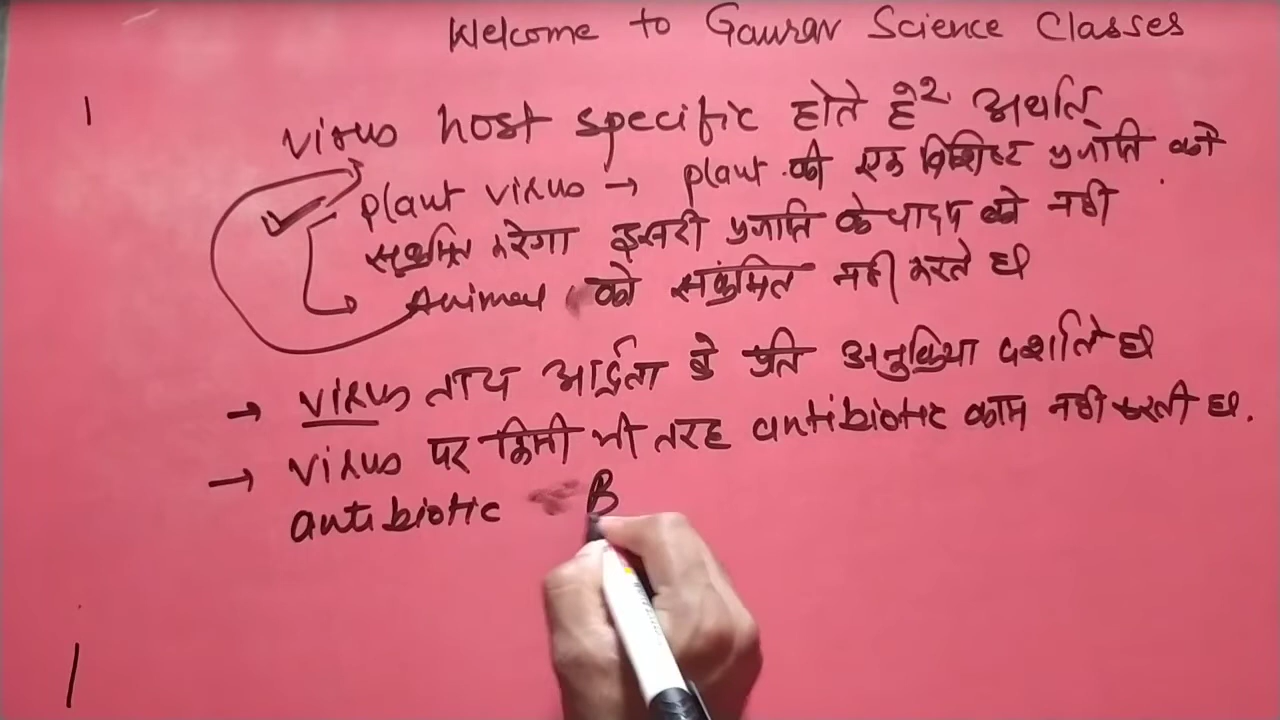 Welcome to Gaurav Science Classes
Virus host specific होते है अर्थात्
plant virus → plant की एक विशिष्ट प्रजाति को
संक्रमित करेगा दूसरी प्रजाति के पादप को नही
Animal को संक्रमित नही करते है
→ virus ताप आर्द्रता के प्रति अनुक्रिया दर्शाते है
→ virus पर किसी भी तरह antibiotic काम नही करती है.
antibiotic B